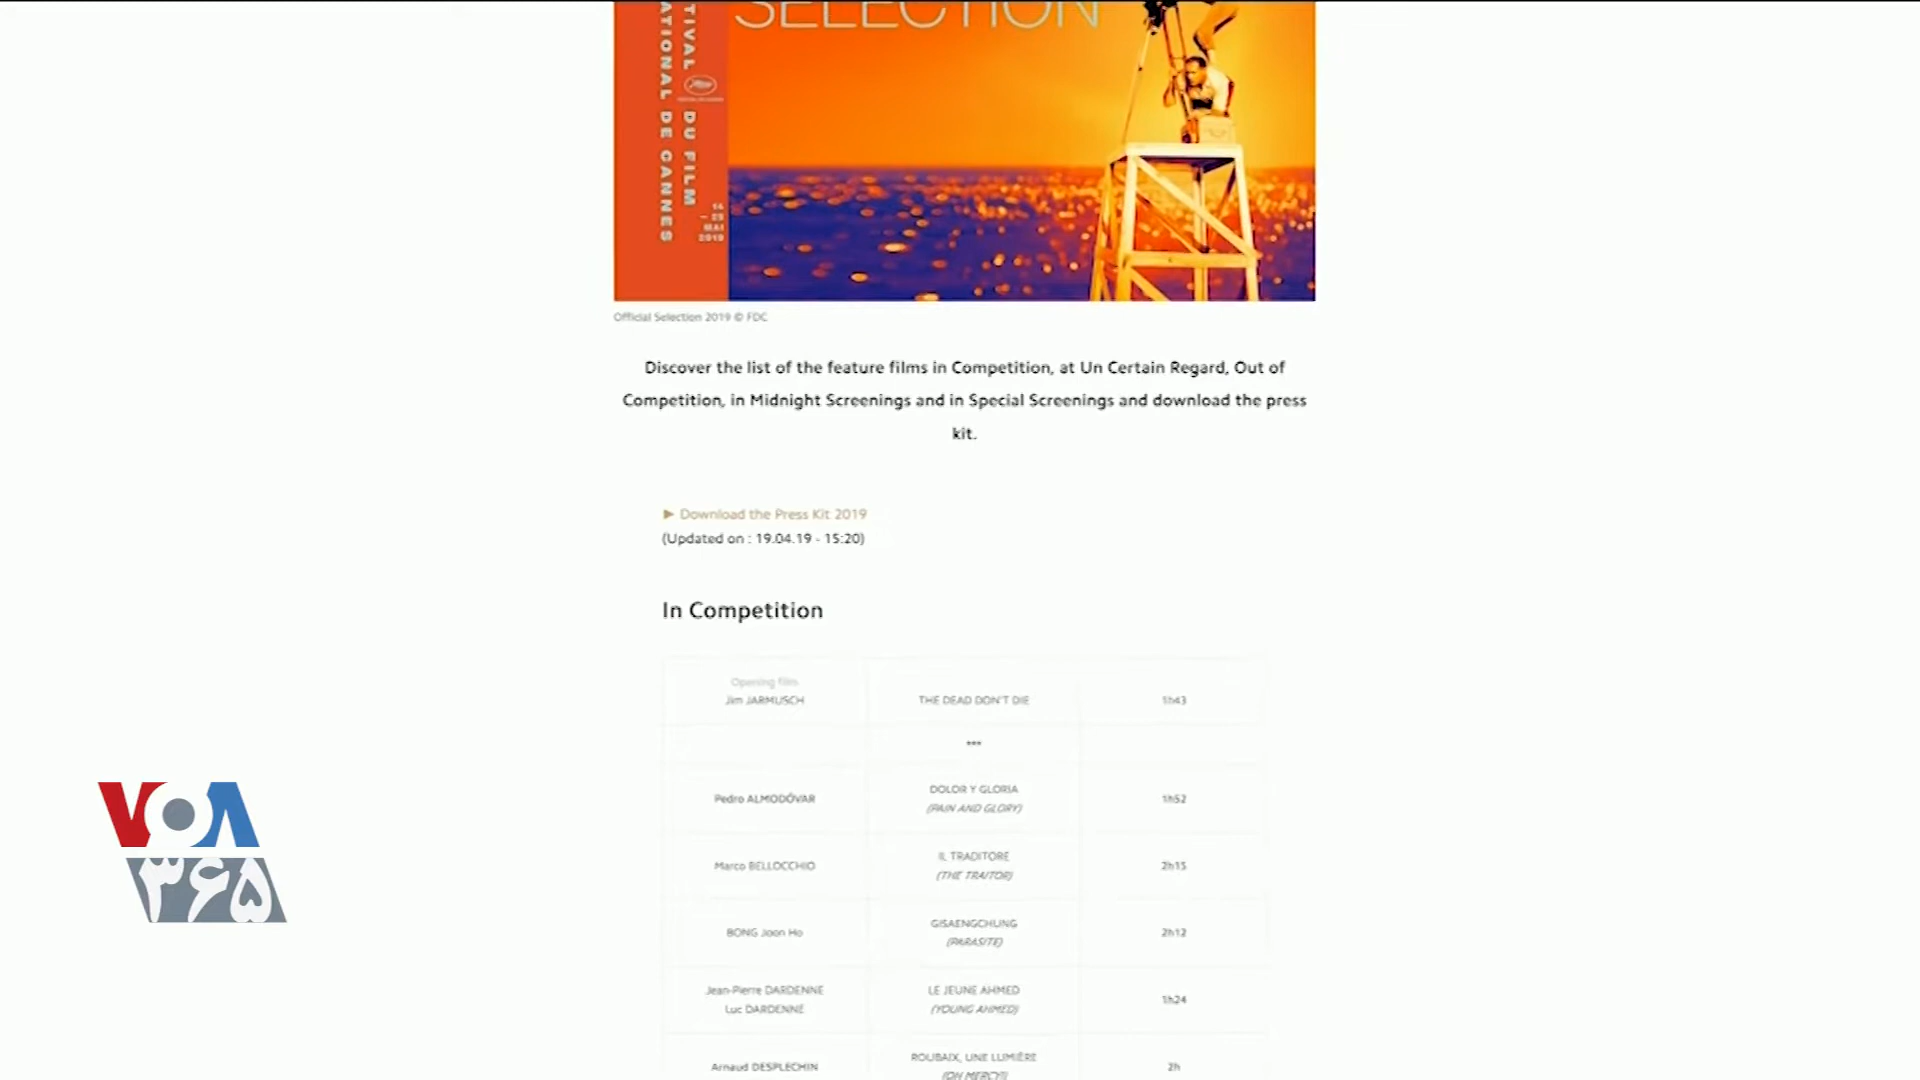 SELECTION
TIVAL DU FILM
ATIONAL DE CANNES
14
– 25
MAI
2019
Official Selection 2019 © FDC
Discover the list of the feature films in Competition, at Un Certain Regard, Out of
Competition, in Midnight Screenings and in Special Screenings and download the press
kit.
► Download the Press Kit 2019
(Updated on : 19.04.19 - 15:20)
In Competition
Opening film
Jim JARMUSCH THE DEAD DON'T DIE 1h43
***
Pedro ALMODÓVAR DOLOR Y GLORIA 1h52
(PAIN AND GLORY)
Marco BELLOCCHIO IL TRADITORE 2h15
(THE TRAITOR)
BONG Joon Ho GISAENGCHUNG 2h12
(PARASITE)
Jean-Pierre DARDENNE LE JEUNE AHMED 1h24
Luc DARDENNE (YOUNG AHMED)
Arnaud DESPLECHIN ROUBAIX, UNE LUMIÈRE 2h
(OH MERCY!)
VOA
۳۶۵